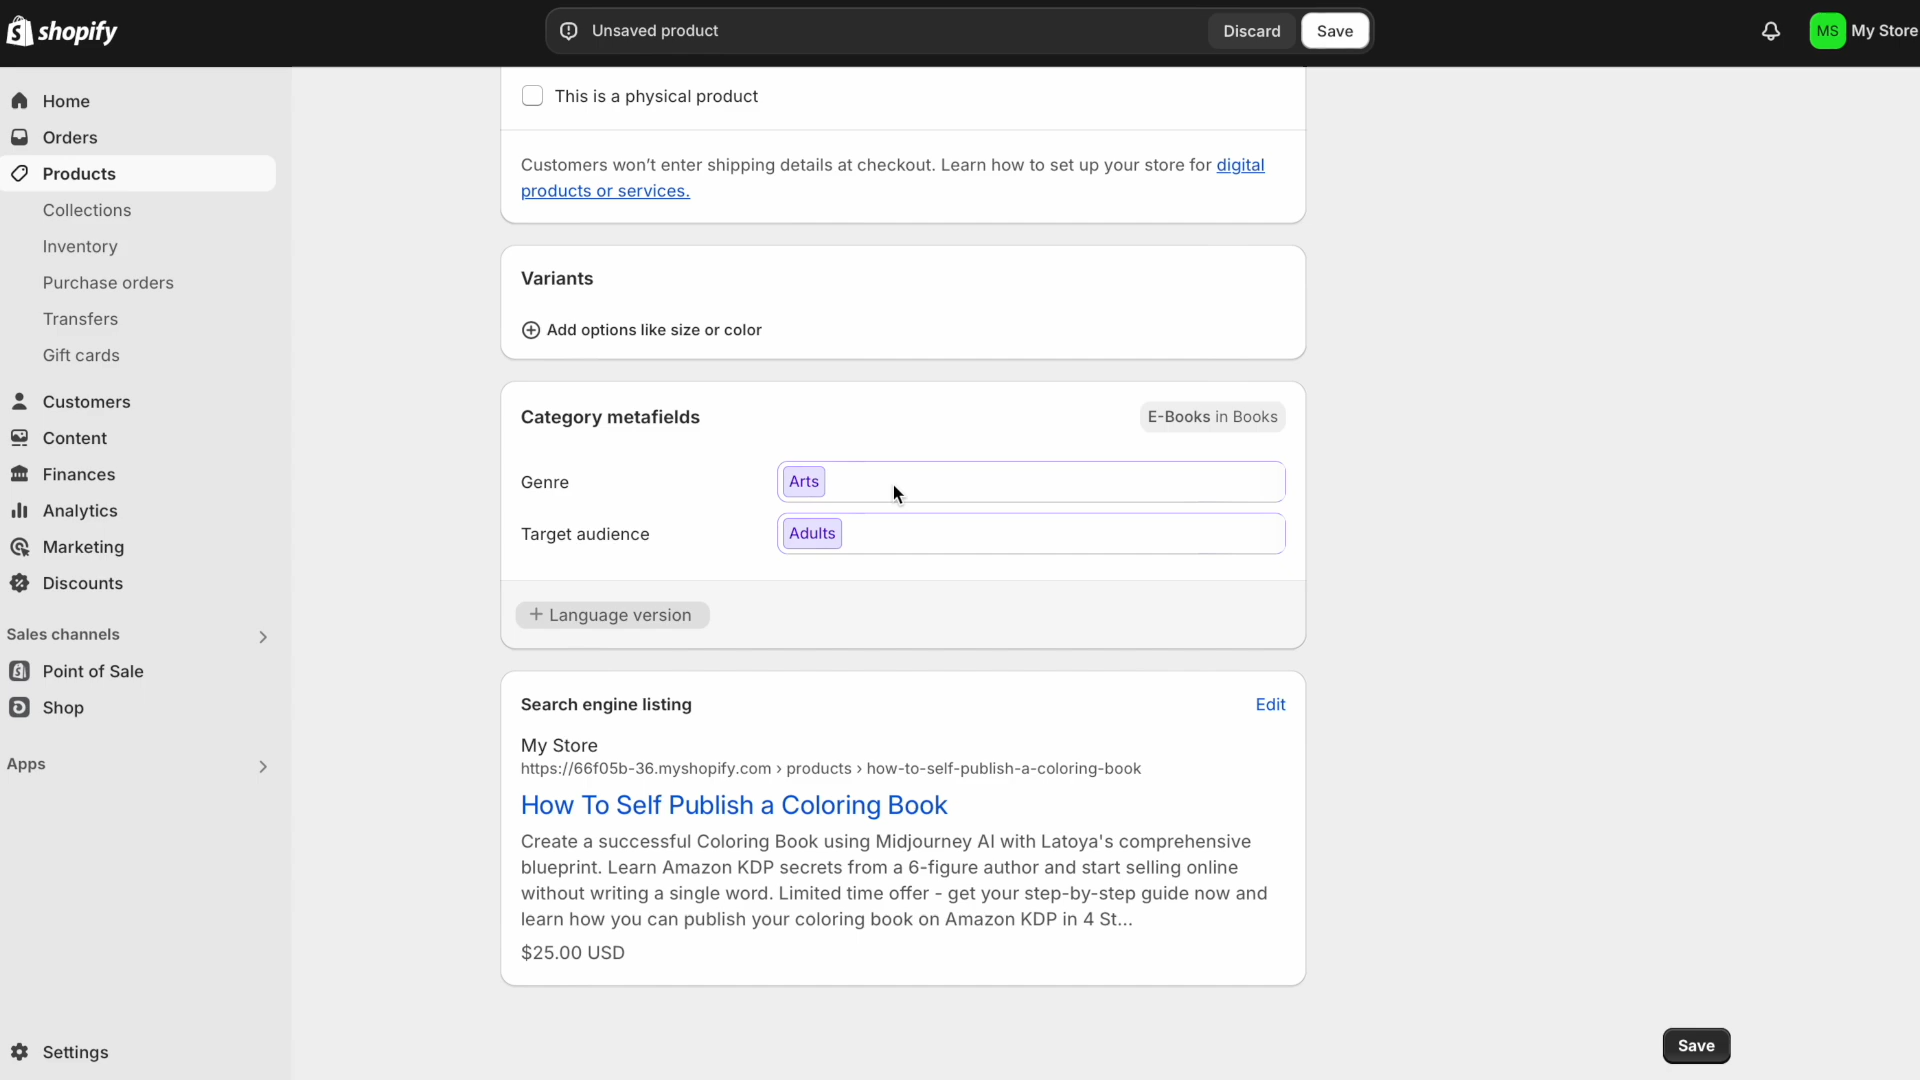 shopify
Unsaved product
Discard
Save
MS
My Store
Home
Orders
Products
Collections
Inventory
Purchase orders
Transfers
Gift cards
Customers
Content
Finances
Analytics
Marketing
Discounts
Sales channels
Point of Sale
Shop
Apps
Settings
This is a physical product
Customers won’t enter shipping details at checkout. Learn how to set up your store for digital
products or services.
Variants
Add options like size or color
Category metafields
E-Books in Books
Genre
Arts
Target audience
Adults
+ Language version
Search engine listing
Edit
My Store
https://66f05b-36.myshopify.com › products › how-to-self-publish-a-coloring-book
How To Self Publish a Coloring Book
Create a successful Coloring Book using Midjourney AI with Latoya's comprehensive
blueprint. Learn Amazon KDP secrets from a 6-figure author and start selling online
without writing a single word. Limited time offer - get your step-by-step guide now and
learn how you can publish your coloring book on Amazon KDP in 4 St...
$25.00 USD
Save